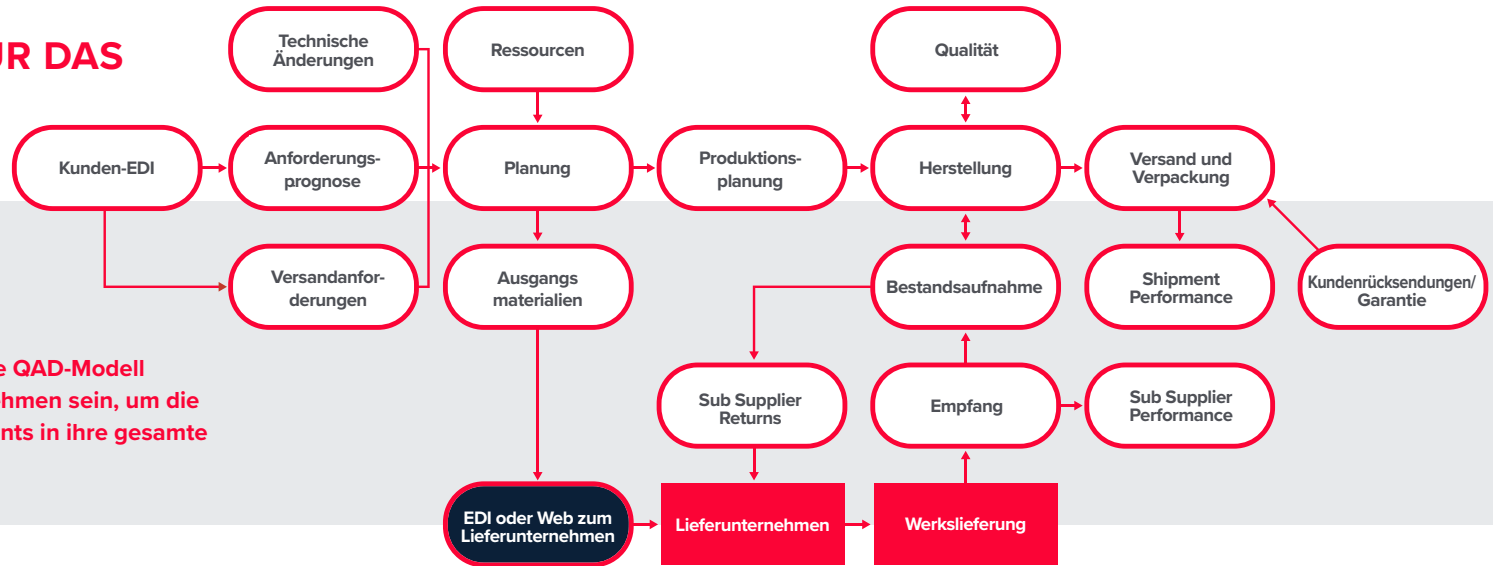 ÜR DAS
Technische
Änderungen
Ressourcen
Qualität
Kunden-EDI
Anforderungs-
prognose
Planung
Produktions-
planung
Herstellung
Versand und
Verpackung
Versandanfor-
derungen
Ausgangs
materialien
Bestandsaufnahme
Shipment
Performance
Kundenrücksendungen/
Garantie
e QAD-Modell
ehmen sein, um die
nts in ihre gesamte
Sub Supplier
Returns
Empfang
Sub Supplier
Performance
EDI oder Web zum
Lieferunternehmen
Lieferunternehmen
Werkslieferung